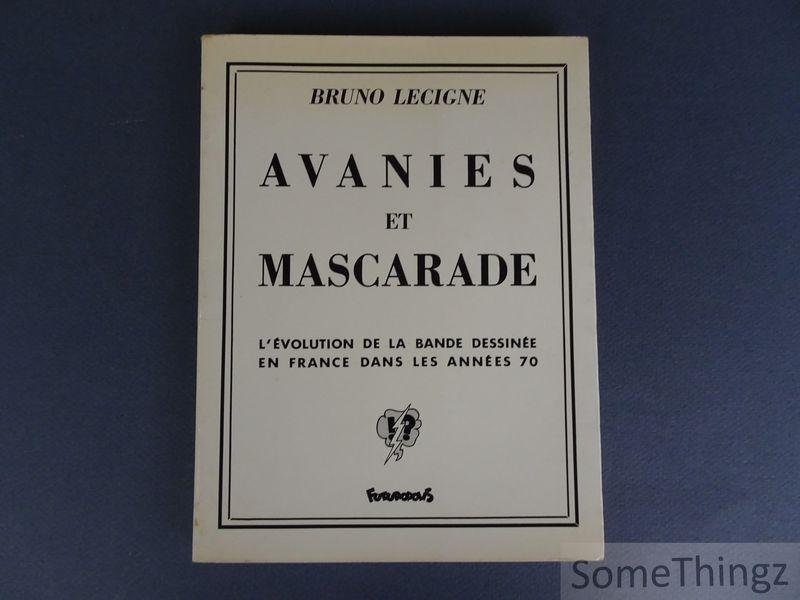 BRUNO LECIGNE
AVANIES
ET
MASCARADE
L'ÉVOLUTION DE LA BANDE DESSINÉE
EN FRANCE DANS LES ANNÉES 70
!?
FUTUROPOLIS
SomeThingz